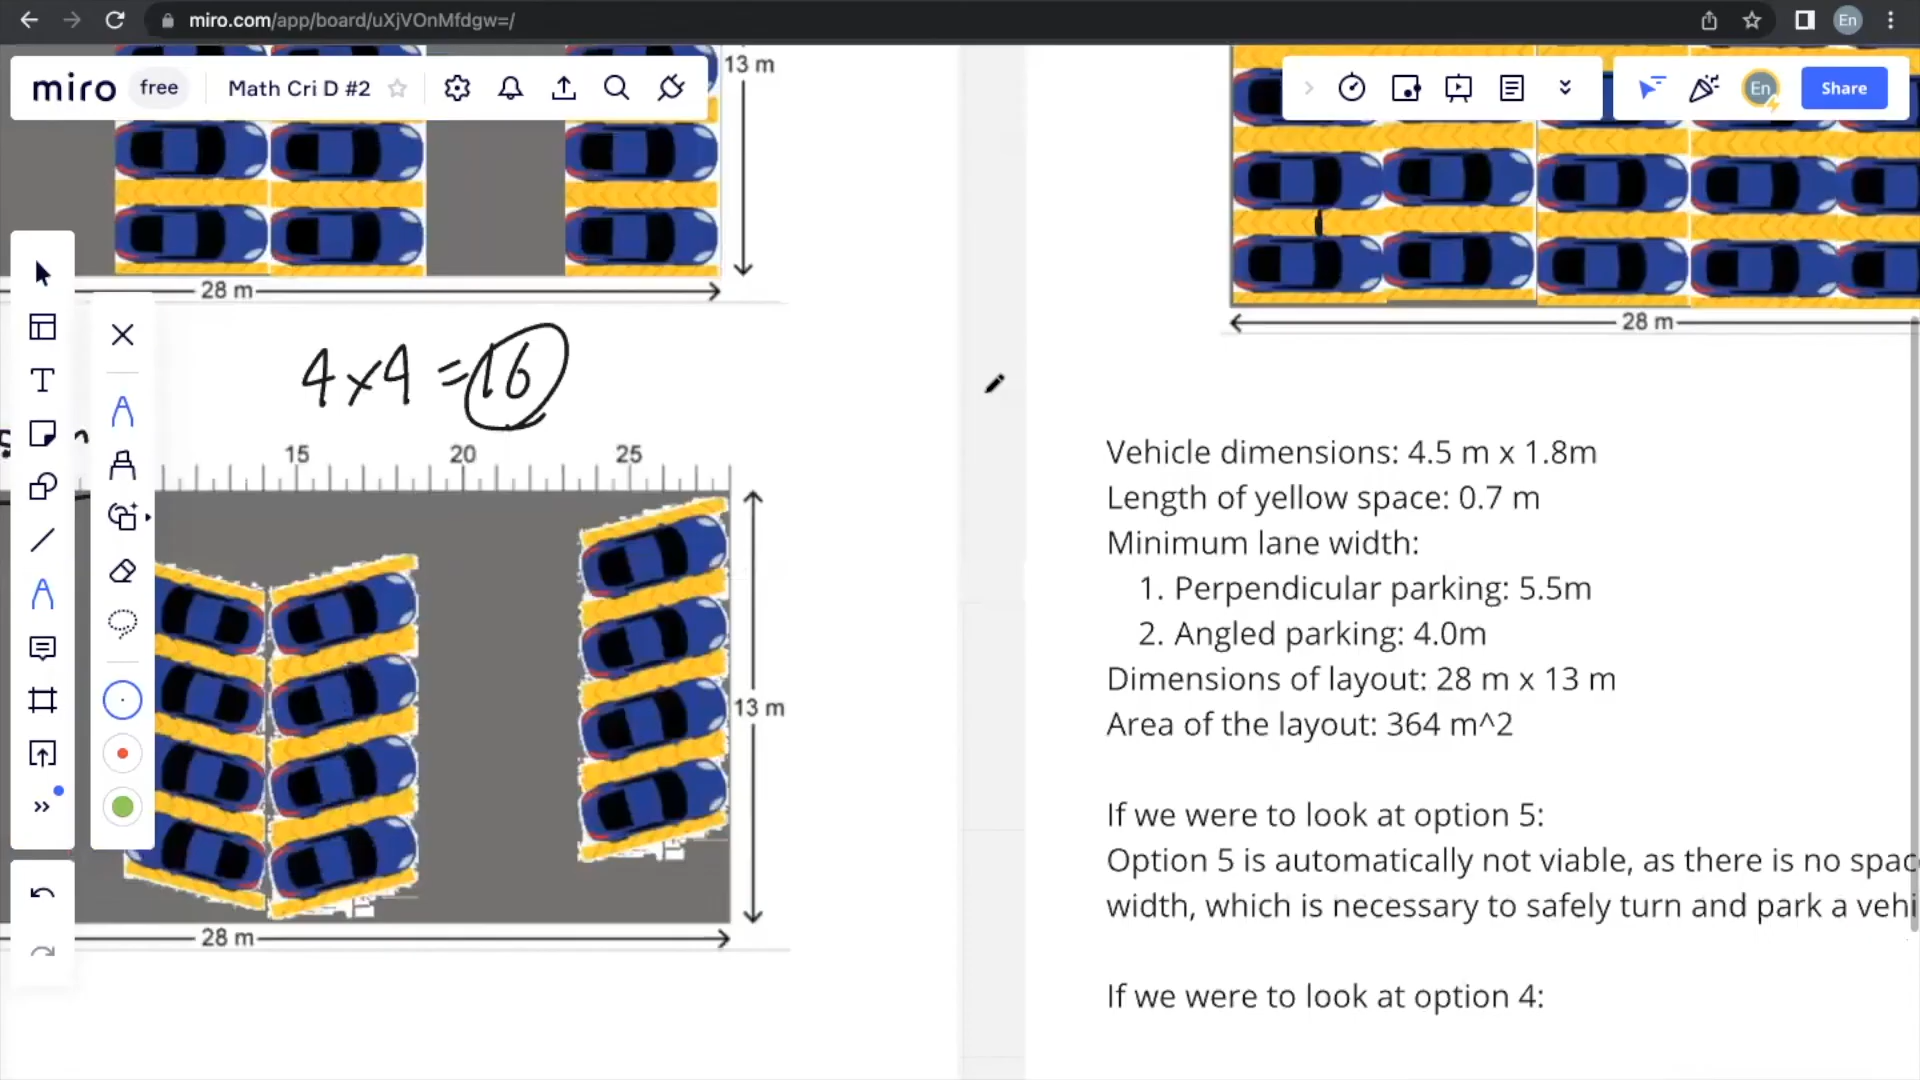 miro.com/app/board/uXjVOnMfdgw=/
En
miro
free
Math Cri D #2
En
Share
13 m
28 m
4 x 4 = 16
15
20
25
13 m
28 m
28 m
Vehicle dimensions: 4.5 m x 1.8m
Length of yellow space: 0.7 m
Minimum lane width:
1. Perpendicular parking: 5.5m
2. Angled parking: 4.0m
Dimensions of layout: 28 m x 13 m
Area of the layout: 364 m^2
If we were to look at option 5:
Option 5 is automatically not viable, as there is no spac
width, which is necessary to safely turn and park a vehi
If we were to look at option 4: